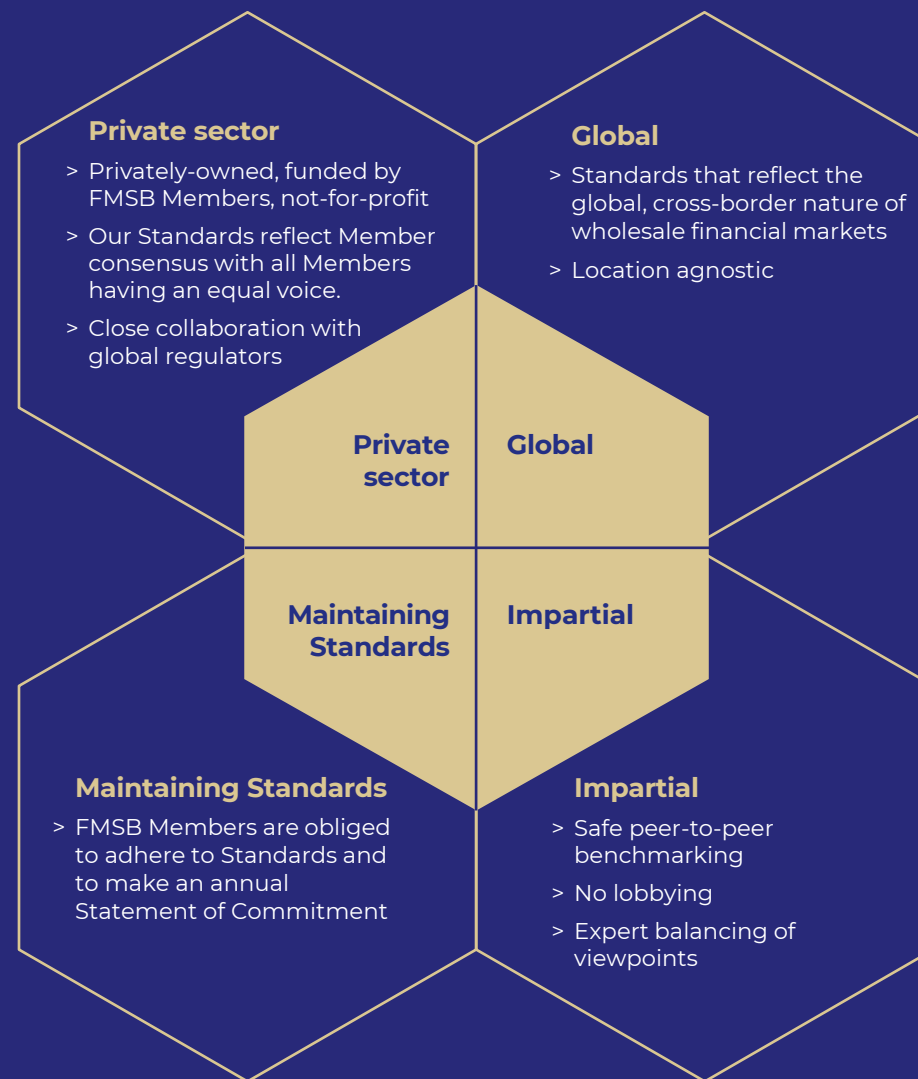 Private sector
> Privately-owned, funded by
FMSB Members, not-for-profit
> Our Standards reflect Member
consensus with all Members
having an equal voice.
> Close collaboration with
global regulators
Global
> Standards that reflect the
global, cross-border nature of
wholesale financial markets
> Location agnostic
Private
sector
Global
Maintaining
Standards
Impartial
Maintaining Standards
> FMSB Members are obliged
to adhere to Standards and
to make an annual
Statement of Commitment
Impartial
> Safe peer-to-peer
benchmarking
> No lobbying
> Expert balancing of
viewpoints